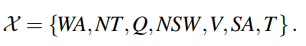 𝒳 = {WA,NT,Q,NSW,V,SA,T}.